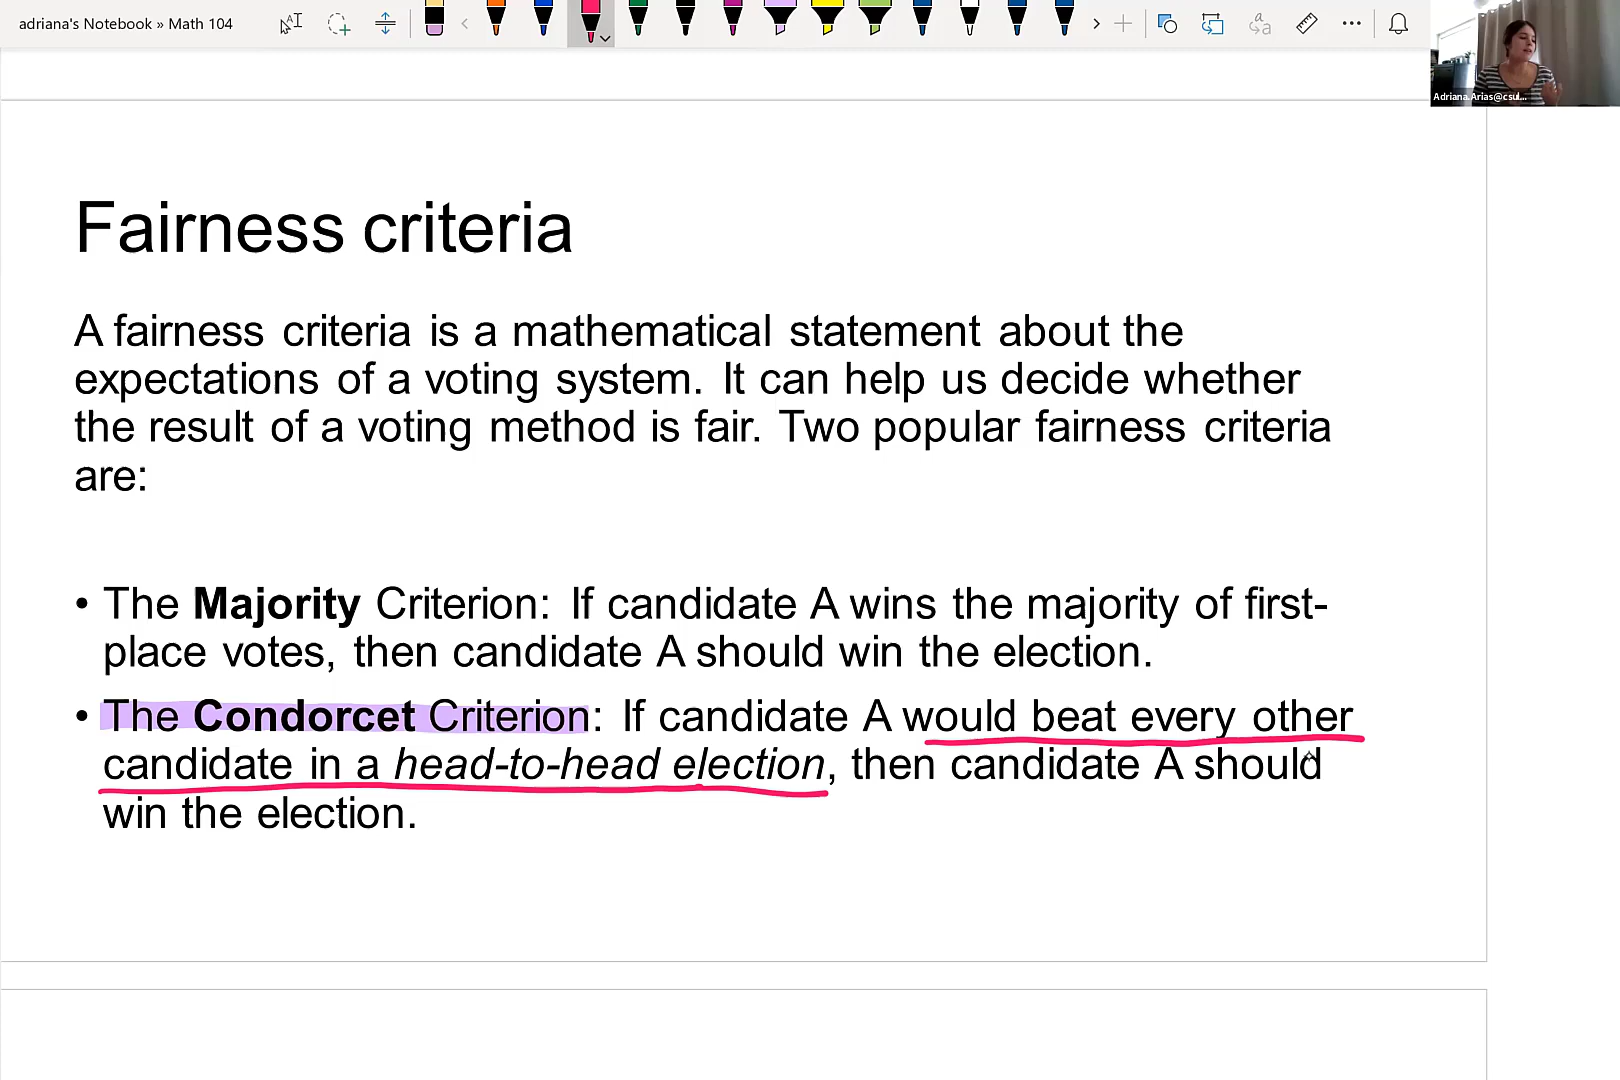 adriana's Notebook » Math 104
Adriana.Arias@csul...
Fairness criteria
A fairness criteria is a mathematical statement about the
expectations of a voting system. It can help us decide whether
the result of a voting method is fair. Two popular fairness criteria
are:
• The Majority Criterion: If candidate A wins the majority of first-
place votes, then candidate A should win the election.
• The Condorcet Criterion: If candidate A would beat every other
candidate in a head-to-head election, then candidate A should
win the election.